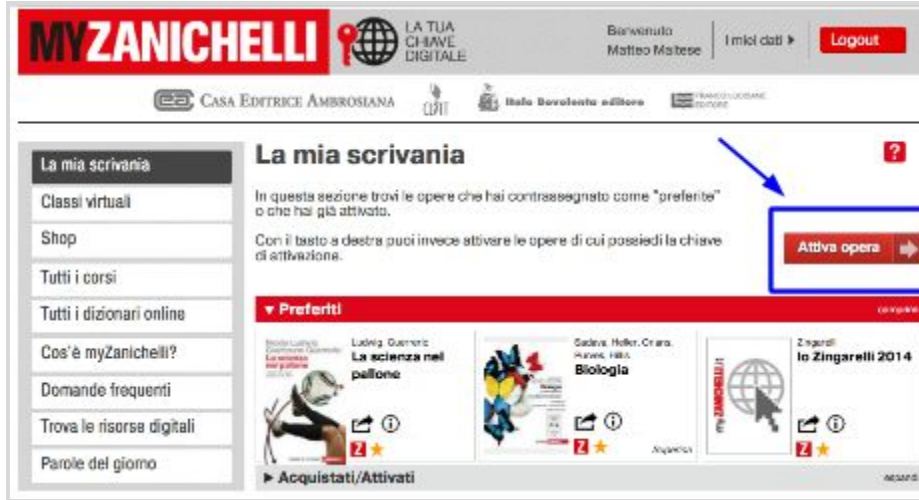 MYZANICHELLI
LA TUA
CHIAVE
DIGITALE
Benvenuto
Matteo Maltese
I miei dati
Logout
CASA EDITRICE AMBROSIANA
Italo Bovolenta editore
La mia scrivania
Classi virtuali
Shop
Tutti i corsi
Tutti i dizionari online
Cos'è myZanichelli?
Domande frequenti
Trova le risorse digitali
Parole del giorno
La mia scrivania
?
In questa sezione trovi le opere che hai contrassegnato come "preferite"
o che hai già attivato.
Con il tasto a destra puoi invece attivare le opere di cui possiedi la chiave
di attivazione.
Attiva opera
Preferiti
Ludwig, Guerrerio
La scienza nel
pallone
Z
Sadava, Heller, Orians,
Purves, Hillis
Biologia
Z
my ZANICHELLI.it
Zingarelli
lo Zingarelli 2014
Z
Acquistati/Attivati